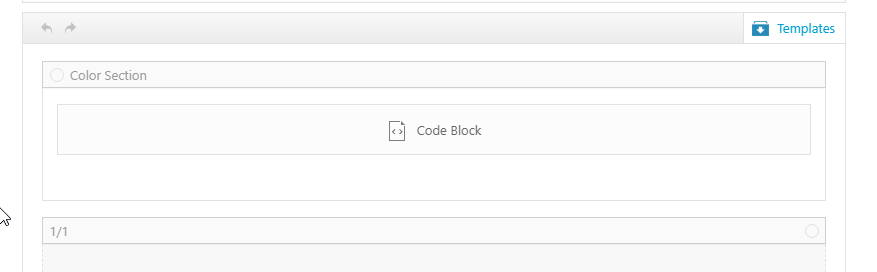 Templates
Color Section
Code Block
1/1